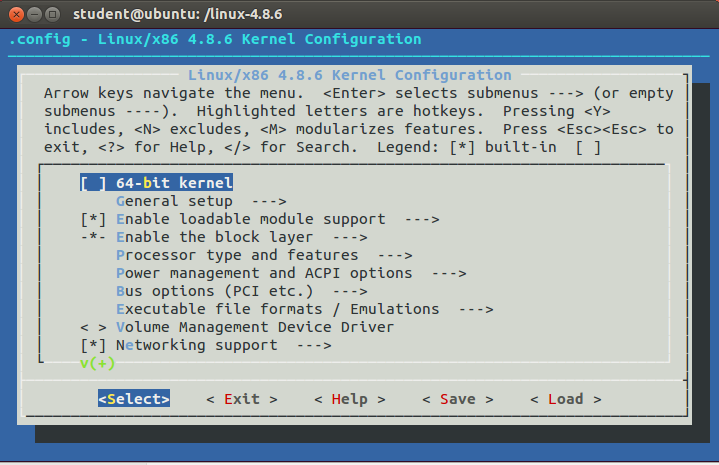 student@ubuntu: /linux-4.8.6
.config - Linux/x86 4.8.6 Kernel Configuration
Linux/x86 4.8.6 Kernel Configuration
Arrow keys navigate the menu.  <Enter> selects submenus ---> (or empty
submenus ----).  Highlighted letters are hotkeys.  Pressing <Y>
includes, <N> excludes, <M> modularizes features.  Press <Esc><Esc> to
exit, <?> for Help, </> for Search.  Legend: [*] built-in  [ ]
[ ] 64-bit kernel
General setup  --->
[*] Enable loadable module support  --->
-*- Enable the block layer  --->
Processor type and features  --->
Power management and ACPI options  --->
Bus options (PCI etc.)  --->
Executable file formats / Emulations  --->
< > Volume Management Device Driver
[*] Networking support  --->
v(+)
<Select>    < Exit >    < Help >    < Save >    < Load >